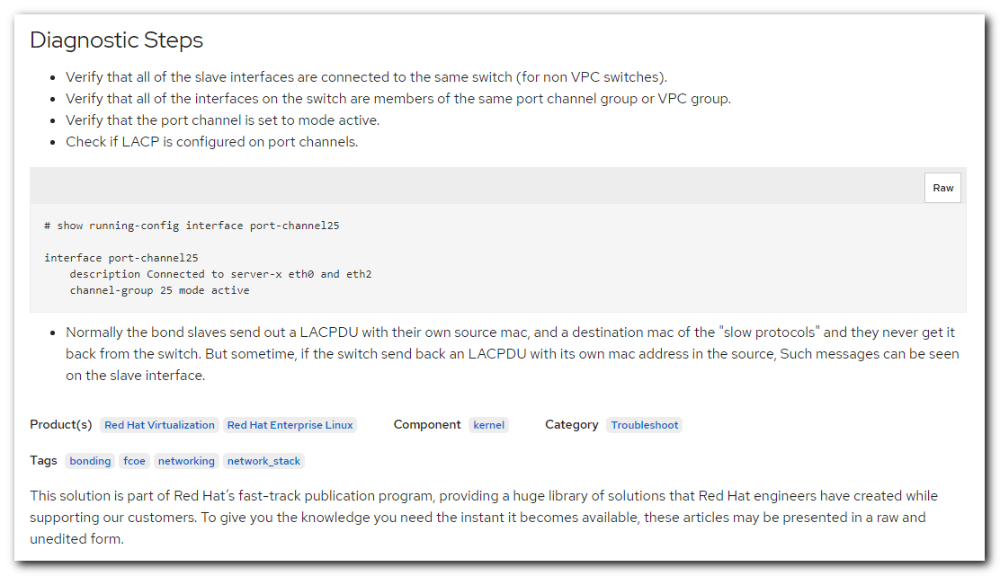 Diagnostic Steps
• Verify that all of the slave interfaces are connected to the same switch (for non VPC switches).
• Verify that all of the interfaces on the switch are members of the same port channel group or VPC group.
• Verify that the port channel is set to mode active.
• Check if LACP is configured on port channels.
Raw
# show running-config interface port-channel25
interface port-channel25
    description Connected to server-x eth0 and eth2
    channel-group 25 mode active
• Normally the bond slaves send out a LACPDU with their own source mac, and a destination mac of the "slow protocols" and they never get it
back from the switch. But sometime, if the switch send back an LACPDU with its own mac address in the source, Such messages can be seen
on the slave interface.
Product(s) Red Hat Virtualization Red Hat Enterprise Linux Component kernel Category Troubleshoot
Tags bonding fcoe networking network_stack
This solution is part of Red Hat’s fast-track publication program, providing a huge library of solutions that Red Hat engineers have created while
supporting our customers. To give you the knowledge you need the instant it becomes available, these articles may be presented in a raw and
unedited form.